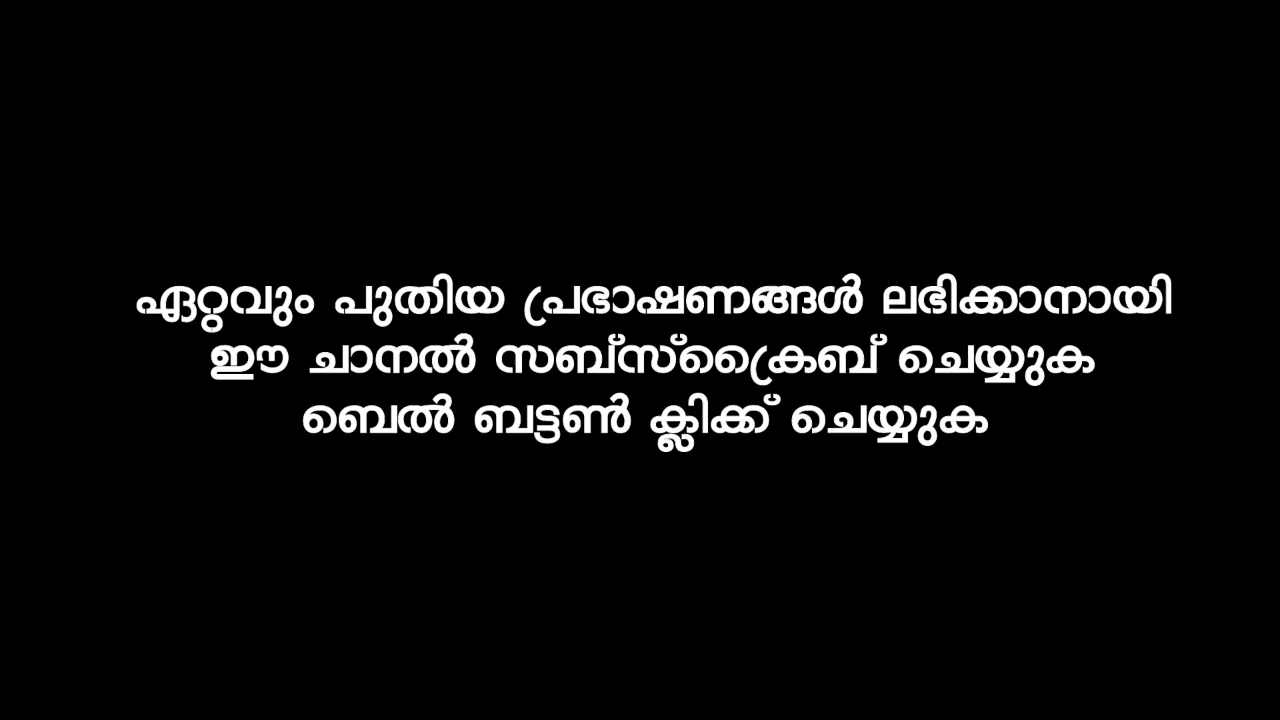 ഏറ്റവും പുതിയ പ്രഭാഷണങ്ങൾ ലഭിക്കാനായി
ഈ ചാനൽ സബ്സ്ക്രൈബ് ചെയ്യുക
ബെൽ ബട്ടൺ ക്ലിക്ക് ചെയ്യുക